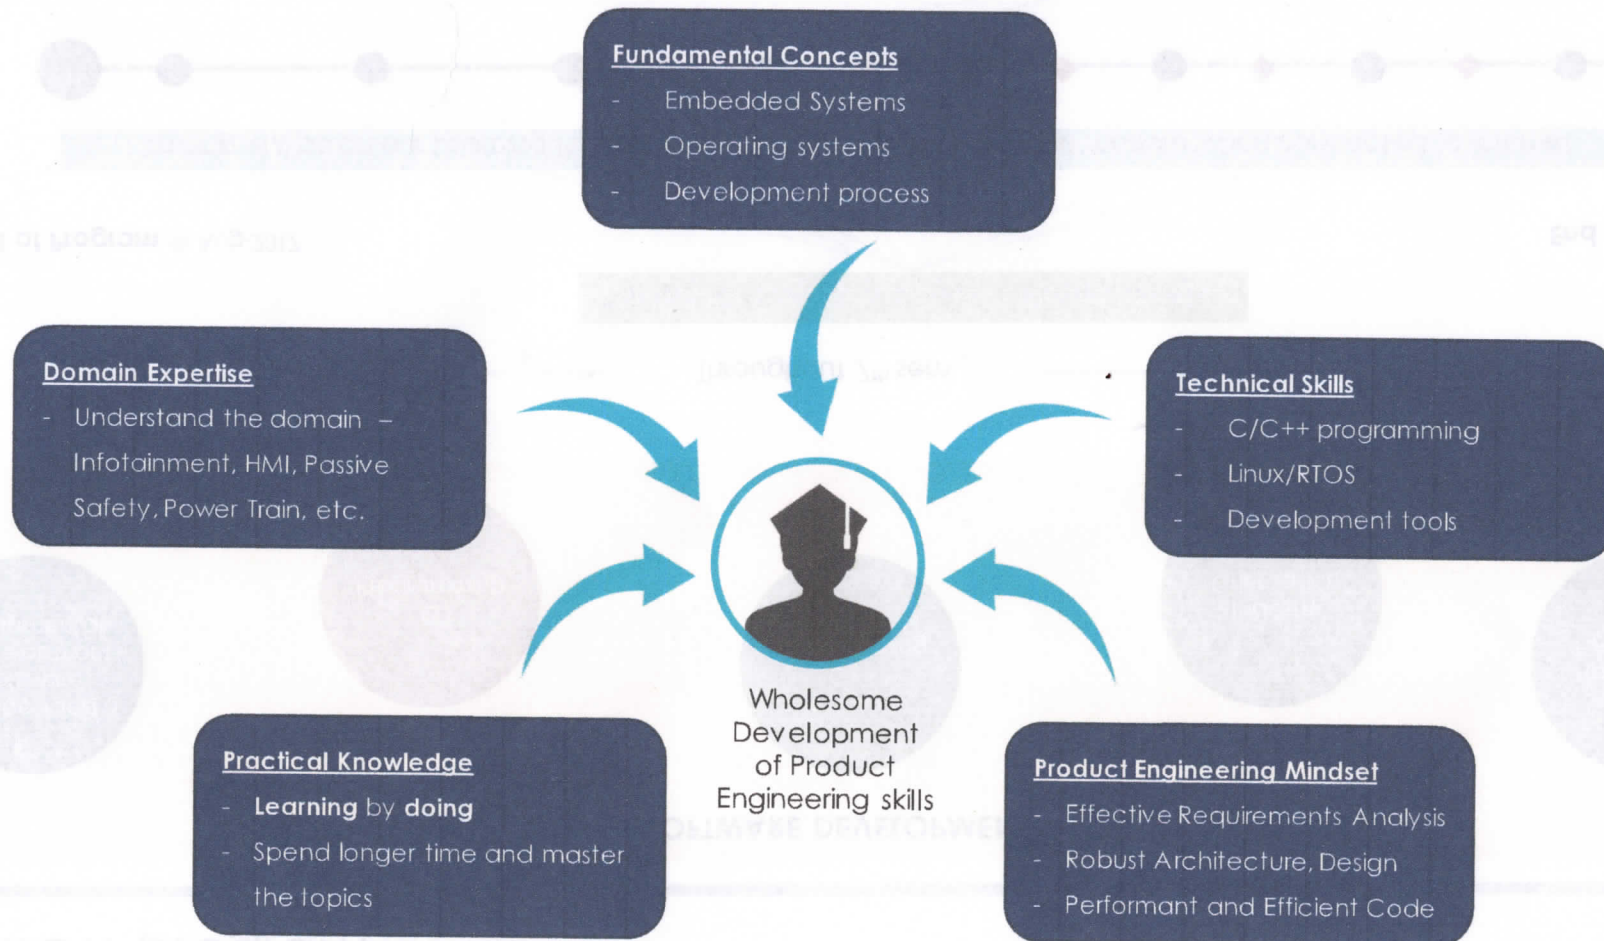 Fundamental Concepts
- Embedded Systems
- Operating systems
- Development process
Domain Expertise
- Understand the domain –
Infotainment, HMI, Passive
Safety, Power Train, etc.
Technical Skills
- C/C++ programming
- Linux/RTOS
- Development tools
Practical Knowledge
- Learning by doing
- Spend longer time and master
the topics
Wholesome
Development
of Product
Engineering skills
Product Engineering Mindset
- Effective Requirements Analysis
- Robust Architecture, Design
- Performant and Efficient Code